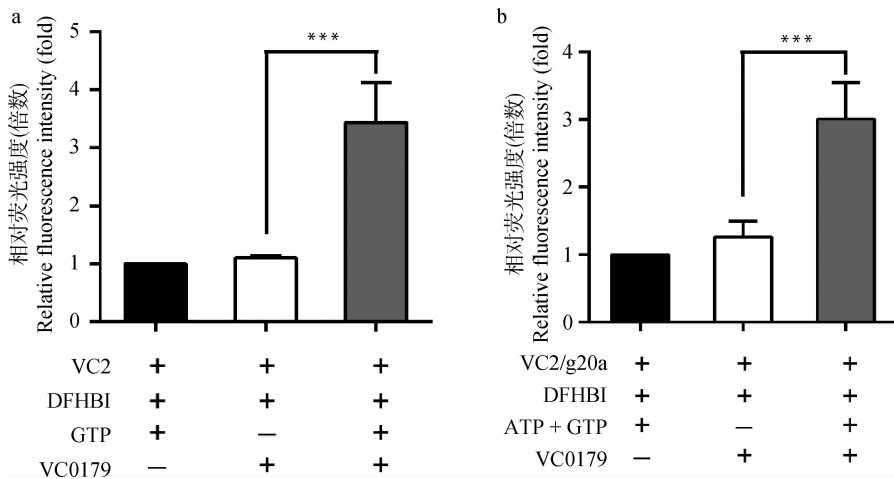 a
相对荧光强度(倍数)
Relative fluorescence intensity (fold)
5
4
3
2
1
0
***
VC2 + + +
DFHBI + + +
GTP + − +
VC0179 − + +
b
相对荧光强度(倍数)
Relative fluorescence intensity (fold)
4
3
2
1
0
***
VC2/g20a + + +
DFHBI + + +
ATP + GTP + − +
VC0179 − + +